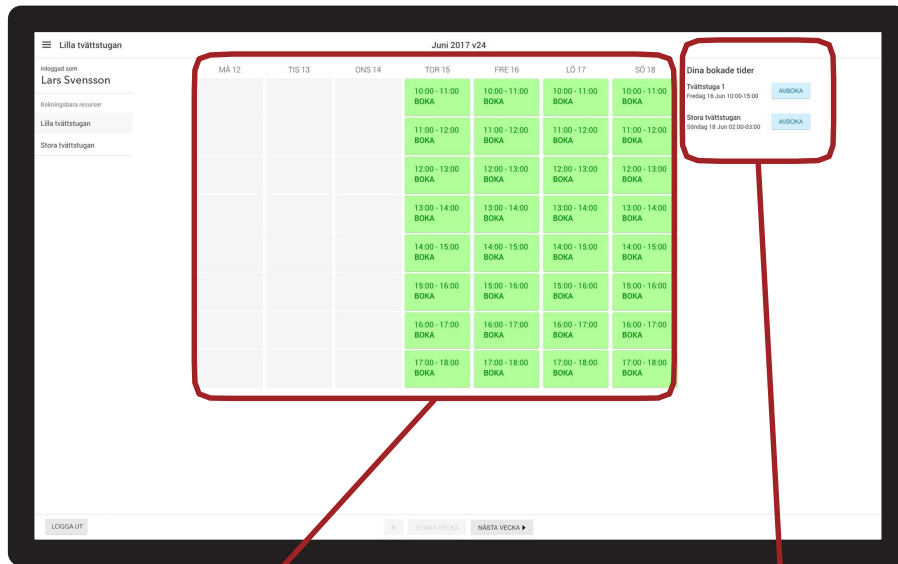 Lilla tvättstugan
Juni 2017 v24
Inloggad som
Lars Svensson
Bokningsbara resurser
Lilla tvättstugan
Stora tvättstugan
MÅ 12 TIS 13 ONS 14 TOR 15 FRE 16 LÖ 17 SÖ 18
10:00 - 11:00 10:00 - 11:00 10:00 - 11:00 10:00 - 11:00
BOKA BOKA BOKA BOKA
11:00 - 12:00 11:00 - 12:00 11:00 - 12:00 11:00 - 12:00
BOKA BOKA BOKA BOKA
12:00 - 13:00 12:00 - 13:00 12:00 - 13:00 12:00 - 13:00
BOKA BOKA BOKA BOKA
13:00 - 14:00 13:00 - 14:00 13:00 - 14:00 13:00 - 14:00
BOKA BOKA BOKA BOKA
14:00 - 15:00 14:00 - 15:00 14:00 - 15:00 14:00 - 15:00
BOKA BOKA BOKA BOKA
15:00 - 16:00 15:00 - 16:00 15:00 - 16:00 15:00 - 16:00
BOKA BOKA BOKA BOKA
16:00 - 17:00 16:00 - 17:00 16:00 - 17:00 16:00 - 17:00
BOKA BOKA BOKA BOKA
17:00 - 18:00 17:00 - 18:00 17:00 - 18:00 17:00 - 18:00
BOKA BOKA BOKA BOKA
Dina bokade tider
Tvättstuga 1
Fredag 16 Jun 10:00-15:00
AVBOKA
Stora tvättstugan
Söndag 18 Jun 02:00-03:00
AVBOKA
LOGGA UT
DENNA VECKA
NÄSTA VECKA